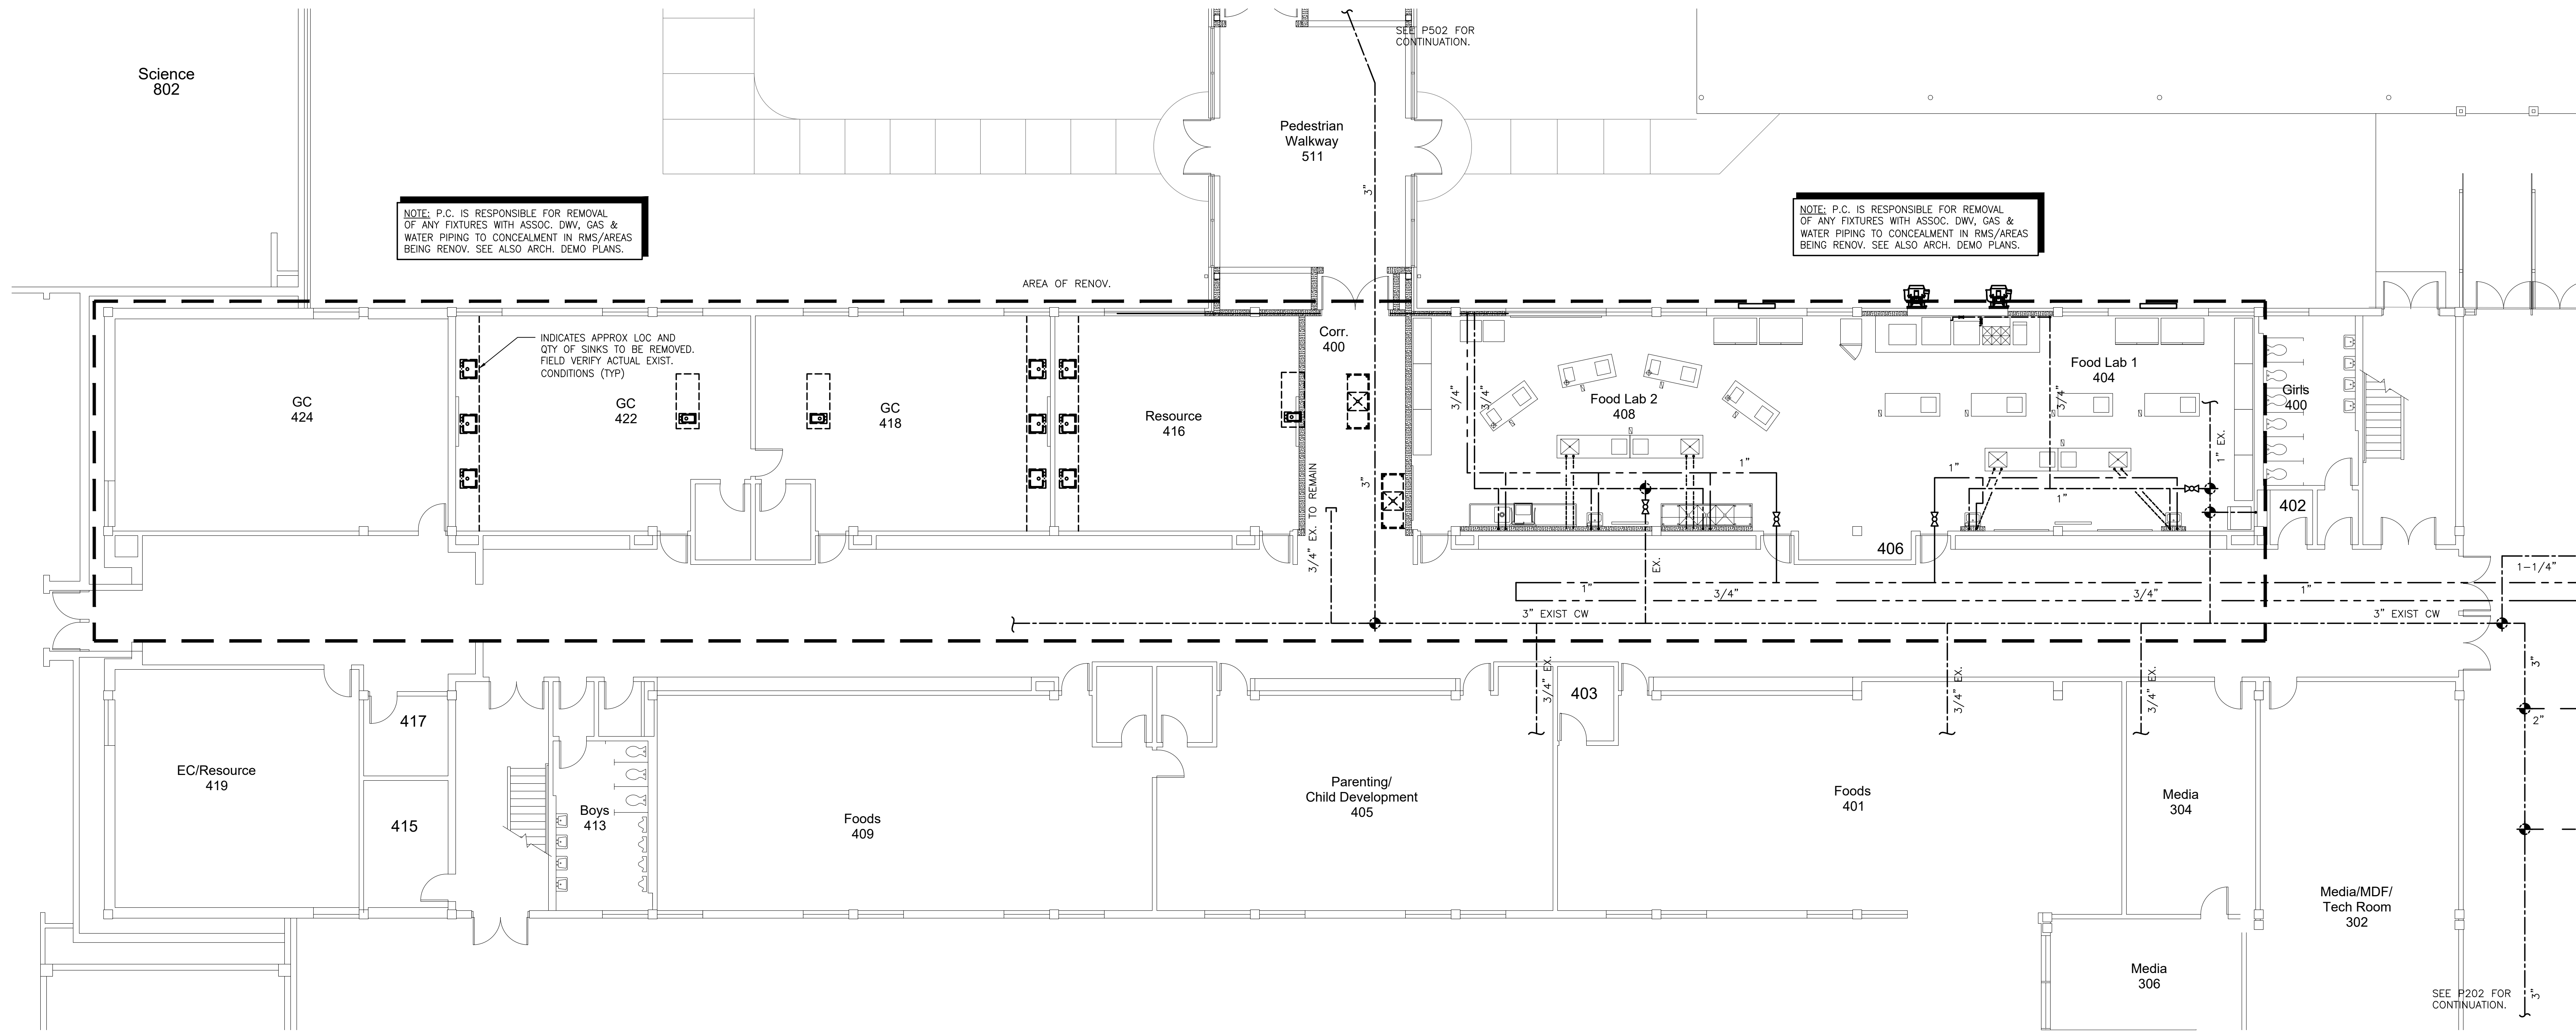 SEE P502 FOR
CONTINUATION.
Science
802
Pedestrian
Walkway
511
3"
NOTE: P.C. IS RESPONSIBLE FOR REMOVAL
OF ANY FIXTURES WITH ASSOC. DWV, GAS &
WATER PIPING TO CONCEALMENT IN RMS/AREAS
BEING RENOV. SEE ALSO ARCH. DEMO PLANS.
NOTE: P.C. IS RESPONSIBLE FOR REMOVAL
OF ANY FIXTURES WITH ASSOC. DWV, GAS &
WATER PIPING TO CONCEALMENT IN RMS/AREAS
BEING RENOV. SEE ALSO ARCH. DEMO PLANS.
AREA OF RENOV.
INDICATES APPROX LOC AND
QTY OF SINKS TO BE REMOVED.
FIELD VERIFY ACTUAL EXIST.
CONDITIONS (TYP)
GC
424
GC
422
GC
418
Resource
416
Corr.
400
3/4" EX. TO REMAIN
3"
3/4"
3/4"
Food Lab 2
408
1"
Food Lab 1
404
3/4"
1"
1"
1" EX.
Girls
400
402
406
EX.
1"
3/4"
3/4"
1"
1-1/4"
3" EXIST CW
3" EXIST CW
3/4" EX.
3/4" EX.
3/4" EX.
3"
2"
403
417
EC/Resource
419
415
Boys
413
Foods
409
Parenting/
Child Development
405
Foods
401
Media
304
Media/MDF/
Tech Room
302
Media
306
SEE P202 FOR
CONTINUATION.
3"